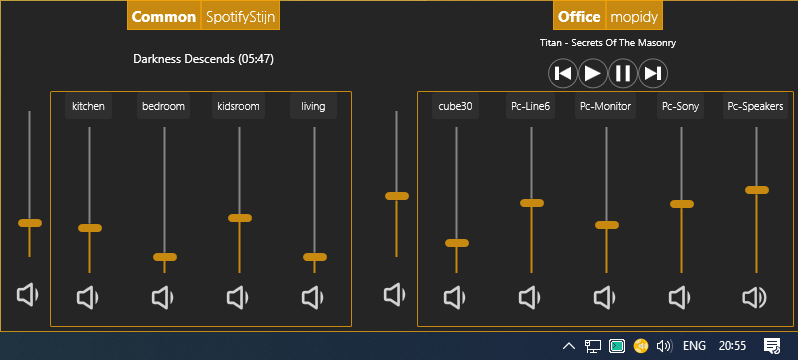 Common SpotifyStijn
Darkness Descends (05:47)
kitchen bedroom kidsroom living
Office mopidy
Titan - Secrets Of The Masonry
cube30 Pc-Line6 Pc-Monitor Pc-Sony Pc-Speakers
ENG 20:55